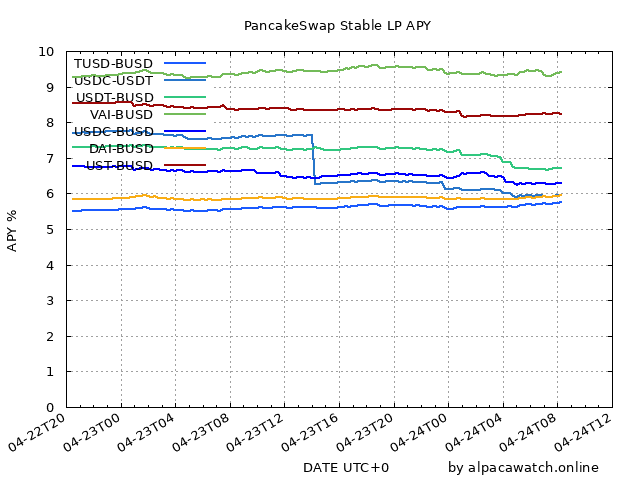 PancakeSwap Stable LP APY
10
9
8
7
6
5
4
3
2
1
0
APY %
TUSD-BUSD
USDC-USDT
USDT-BUSD
VAI-BUSD
USDC-BUSD
DAI-BUSD
UST-BUSD
04-22T20
04-23T00
04-23T04
04-23T08
04-23T12
04-23T16
04-23T20
04-24T00
04-24T04
04-24T08
04-24T12
DATE UTC+0
by alpacawatch.online